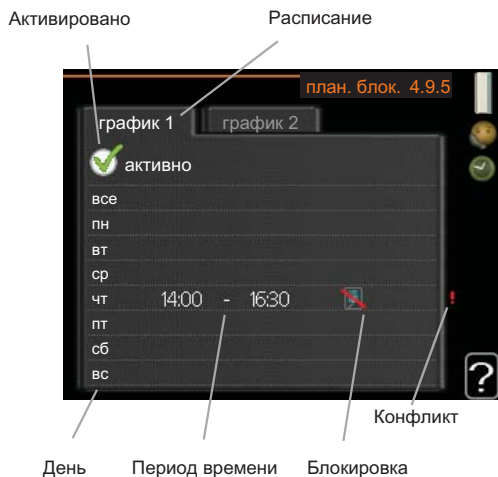 Активировано
Расписание
план. блок. 4.9.5
график 1
график 2
активно
все
пн
вт
ср
чт 14:00 - 16:30
пт
сб
вс
!
?
Конфликт
День
Период времени
Блокировка